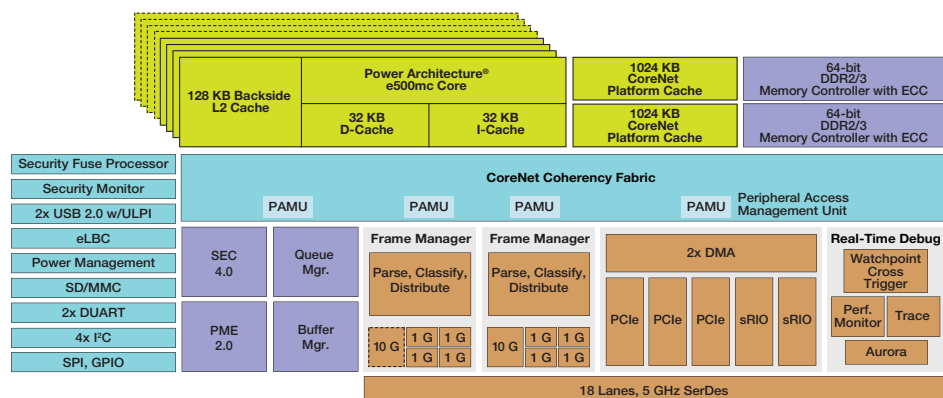 128 KB Backside
L2 Cache
Power Architecture®
e500mc Core
32 KB
D-Cache
32 KB
I-Cache
1024 KB
CoreNet
Platform Cache
1024 KB
CoreNet
Platform Cache
64-bit
DDR2/3
Memory Controller with ECC
64-bit
DDR2/3
Memory Controller with ECC
Security Fuse Processor
Security Monitor
2x USB 2.0 w/ULPI
eLBC
Power Management
SD/MMC
2x DUART
4x I²C
SPI, GPIO
CoreNet Coherency Fabric
PAMU
PAMU
PAMU
PAMU
Peripheral Access
Management Unit
SEC
4.0
Queue
Mgr.
PME
2.0
Buffer
Mgr.
Frame Manager
Parse, Classify,
Distribute
10 G
1 G
1 G
1 G
1 G
Frame Manager
Parse, Classify,
Distribute
10 G
1 G
1 G
1 G
1 G
2x DMA
PCIe
PCIe
PCIe
sRIO
sRIO
Real-Time Debug
Watchpoint
Cross
Trigger
Perf.
Monitor
Trace
Aurora
18 Lanes, 5 GHz SerDes